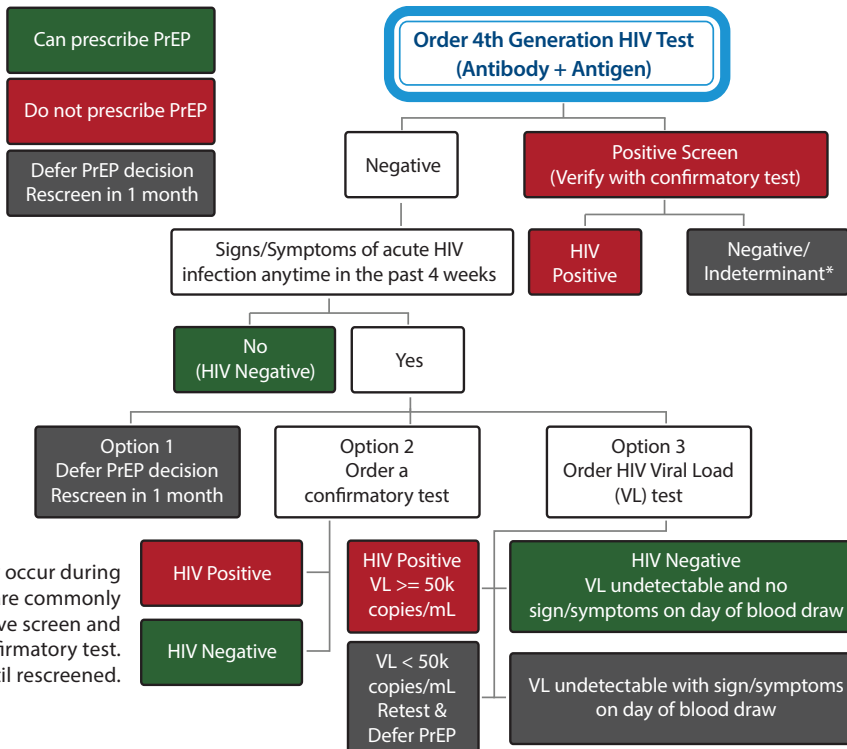 Can prescribe PrEP
Do not prescribe PrEP
Defer PrEP decision
Rescreen in 1 month
Order 4th Generation HIV Test
(Antibody + Antigen)
Negative
Positive Screen
(Verify with confirmatory test)
Signs/Symptoms of acute HIV
infection anytime in the past 4 weeks
HIV
Positive
Negative/
Indeterminant*
No
(HIV Negative)
Yes
Option 1
Defer PrEP decision
Rescreen in 1 month
Option 2
Order a
confirmatory test
Option 3
Order HIV Viral Load
(VL) test
occur during
are commonly
ve screen and
firmatory test.
til rescreened.
HIV Positive
HIV Negative
HIV Positive
VL >= 50k
copies/mL
HIV Negative
VL undetectable and no
sign/symptoms on day of blood draw
VL < 50k
copies/mL
Retest &
Defer PrEP
VL undetectable with sign/symptoms
on day of blood draw